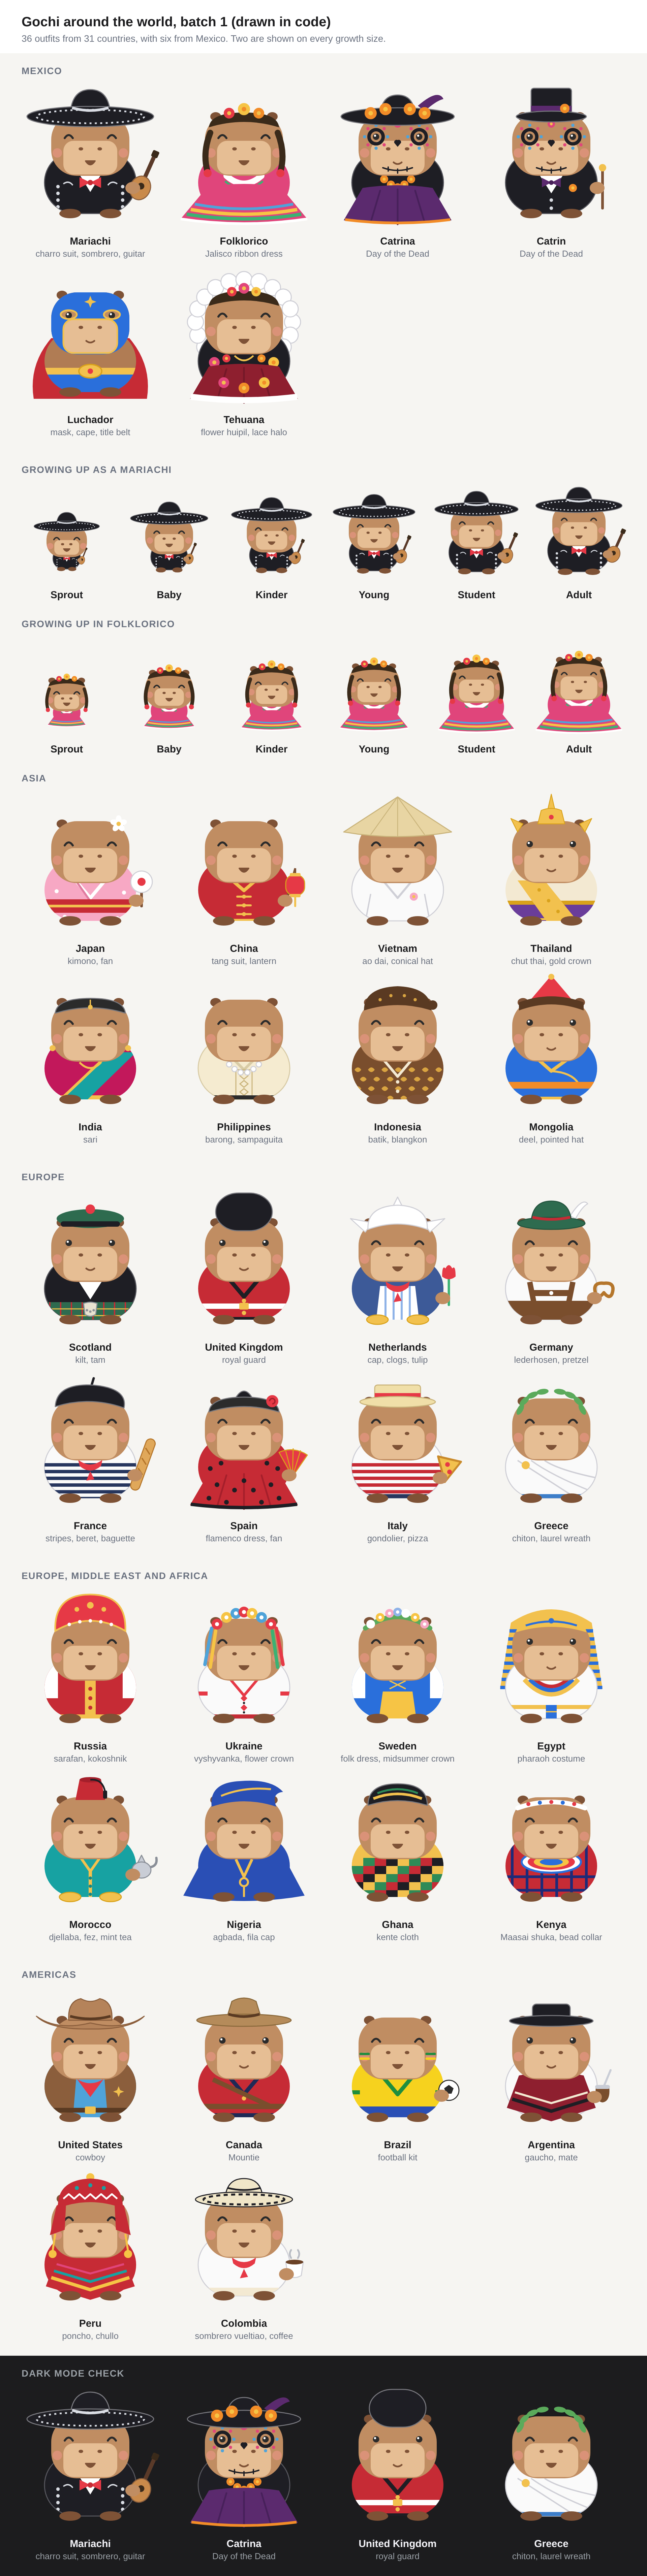 Gochi around the world, batch 1 (drawn in code)
36 outfits from 31 countries, with six from Mexico. Two are shown on every growth size.
MEXICO
Mariachi
charro suit, sombrero, guitar
Folklorico
Jalisco ribbon dress
Catrina
Day of the Dead
Catrin
Day of the Dead
Luchador
mask, cape, title belt
Tehuana
flower huipil, lace halo
GROWING UP AS A MARIACHI
Sprout
Baby
Kinder
Young
Student
Adult
GROWING UP IN FOLKLORICO
Sprout
Baby
Kinder
Young
Student
Adult
ASIA
Japan
kimono, fan
China
tang suit, lantern
Vietnam
ao dai, conical hat
Thailand
chut thai, gold crown
India
sari
Philippines
barong, sampaguita
Indonesia
batik, blangkon
Mongolia
deel, pointed hat
EUROPE
Scotland
kilt, tam
United Kingdom
royal guard
Netherlands
cap, clogs, tulip
Germany
lederhosen, pretzel
France
stripes, beret, baguette
Spain
flamenco dress, fan
Italy
gondolier, pizza
Greece
chiton, laurel wreath
EUROPE, MIDDLE EAST AND AFRICA
Russia
sarafan, kokoshnik
Ukraine
vyshyvanka, flower crown
Sweden
folk dress, midsummer crown
Egypt
pharaoh costume
Morocco
djellaba, fez, mint tea
Nigeria
agbada, fila cap
Ghana
kente cloth
Kenya
Maasai shuka, bead collar
AMERICAS
United States
cowboy
Canada
Mountie
Brazil
football kit
Argentina
gaucho, mate
Peru
poncho, chullo
Colombia
sombrero vueltiao, coffee
DARK MODE CHECK
Mariachi
charro suit, sombrero, guitar
Catrina
Day of the Dead
United Kingdom
royal guard
Greece
chiton, laurel wreath